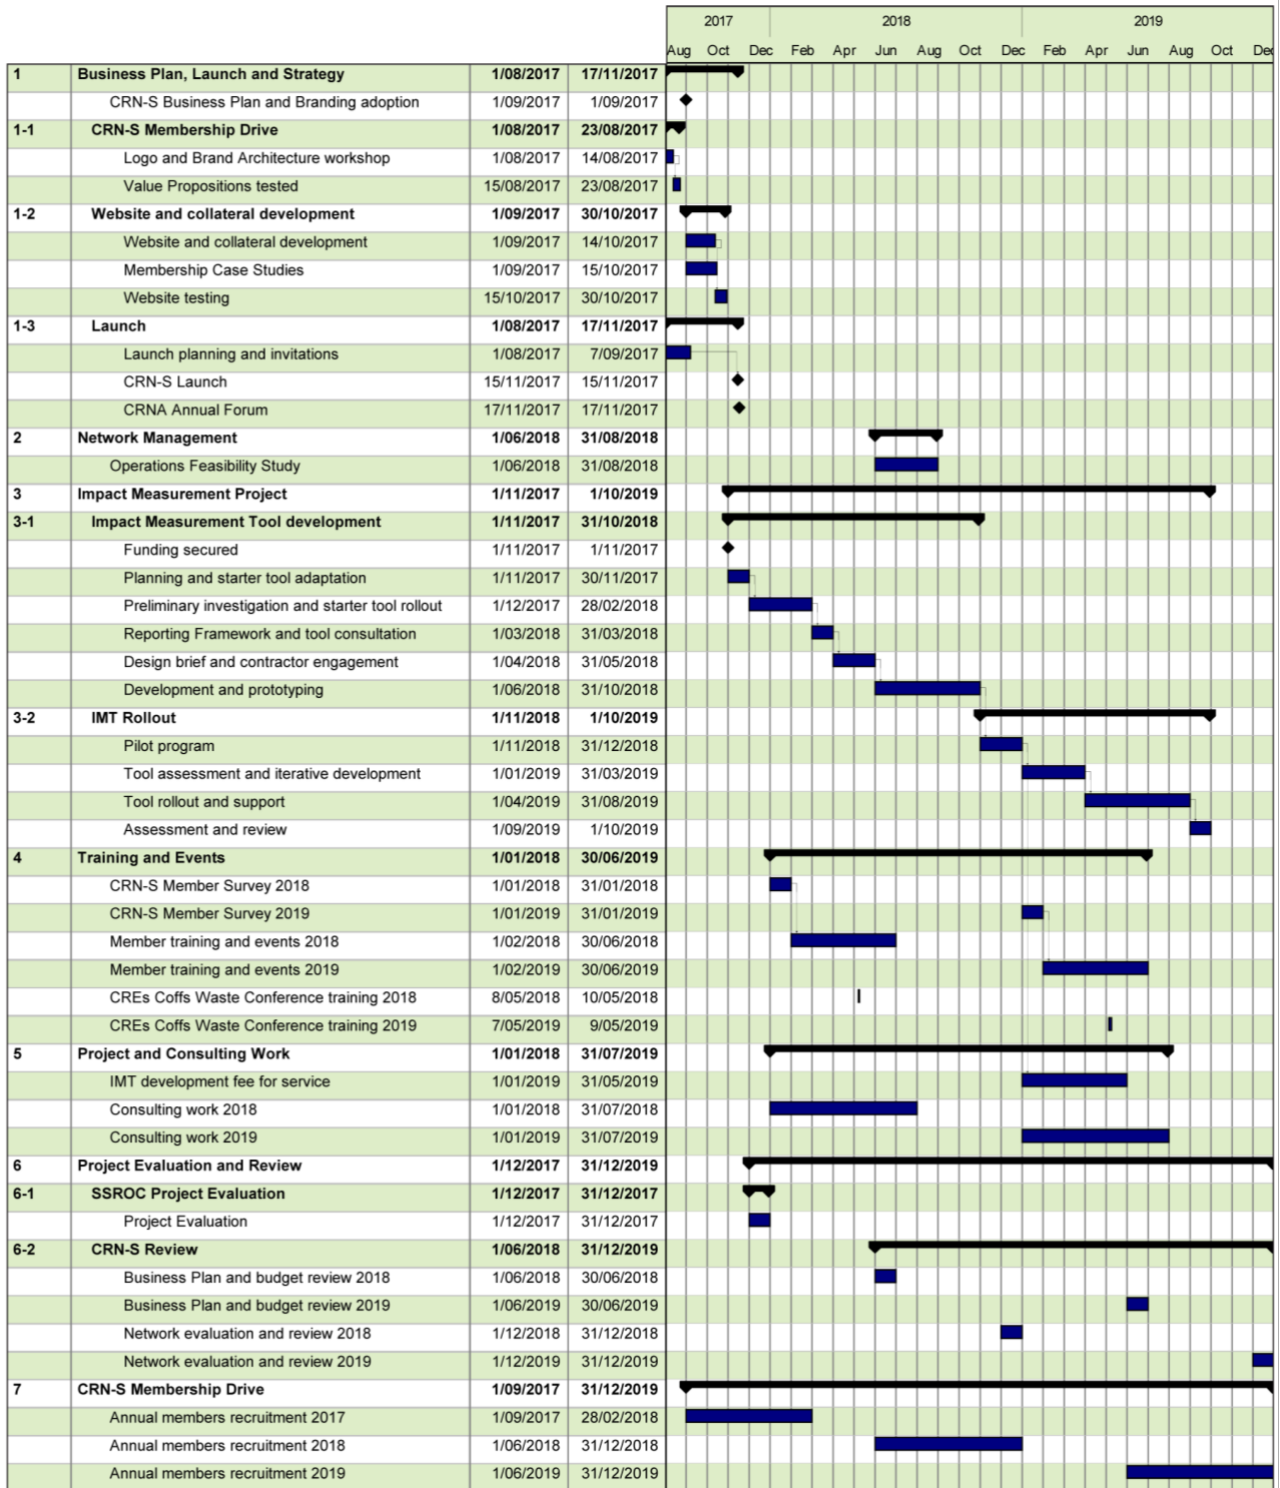 2017 2018 2019
Aug Oct Dec Feb Apr Jun Aug Oct Dec Feb Apr Jun Aug Oct Dec
1 Business Plan, Launch and Strategy 1/08/2017 17/11/2017
CRN-S Business Plan and Branding adoption 1/09/2017 1/09/2017
1-1 CRN-S Membership Drive 1/08/2017 23/08/2017
Logo and Brand Architecture workshop 1/08/2017 14/08/2017
Value Propositions tested 15/08/2017 23/08/2017
1-2 Website and collateral development 1/09/2017 30/10/2017
Website and collateral development 1/09/2017 14/10/2017
Membership Case Studies 1/09/2017 15/10/2017
Website testing 15/10/2017 30/10/2017
1-3 Launch 1/08/2017 17/11/2017
Launch planning and invitations 1/08/2017 7/09/2017
CRN-S Launch 15/11/2017 15/11/2017
CRNA Annual Forum 17/11/2017 17/11/2017
2 Network Management 1/06/2018 31/08/2018
Operations Feasibility Study 1/06/2018 31/08/2018
3 Impact Measurement Project 1/11/2017 1/10/2019
3-1 Impact Measurement Tool development 1/11/2017 31/10/2018
Funding secured 1/11/2017 1/11/2017
Planning and starter tool adaptation 1/11/2017 30/11/2017
Preliminary investigation and starter tool rollout 1/12/2017 28/02/2018
Reporting Framework and tool consultation 1/03/2018 31/03/2018
Design brief and contractor engagement 1/04/2018 31/05/2018
Development and prototyping 1/06/2018 31/10/2018
3-2 IMT Rollout 1/11/2018 1/10/2019
Pilot program 1/11/2018 31/12/2018
Tool assessment and iterative development 1/01/2019 31/03/2019
Tool rollout and support 1/04/2019 31/08/2019
Assessment and review 1/09/2019 1/10/2019
4 Training and Events 1/01/2018 30/06/2019
CRN-S Member Survey 2018 1/01/2018 31/01/2018
CRN-S Member Survey 2019 1/01/2019 31/01/2019
Member training and events 2018 1/02/2018 30/06/2018
Member training and events 2019 1/02/2019 30/06/2019
CREs Coffs Waste Conference training 2018 8/05/2018 10/05/2018
CREs Coffs Waste Conference training 2019 7/05/2019 9/05/2019
5 Project and Consulting Work 1/01/2018 31/07/2019
IMT development fee for service 1/01/2019 31/05/2019
Consulting work 2018 1/01/2018 31/07/2018
Consulting work 2019 1/01/2019 31/07/2019
6 Project Evaluation and Review 1/12/2017 31/12/2019
6-1 SSROC Project Evaluation 1/12/2017 31/12/2017
Project Evaluation 1/12/2017 31/12/2017
6-2 CRN-S Review 1/06/2018 31/12/2019
Business Plan and budget review 2018 1/06/2018 30/06/2018
Business Plan and budget review 2019 1/06/2019 30/06/2019
Network evaluation and review 2018 1/12/2018 31/12/2018
Network evaluation and review 2019 1/12/2019 31/12/2019
7 CRN-S Membership Drive 1/09/2017 31/12/2019
Annual members recruitment 2017 1/09/2017 28/02/2018
Annual members recruitment 2018 1/06/2018 31/12/2018
Annual members recruitment 2019 1/06/2019 31/12/2019